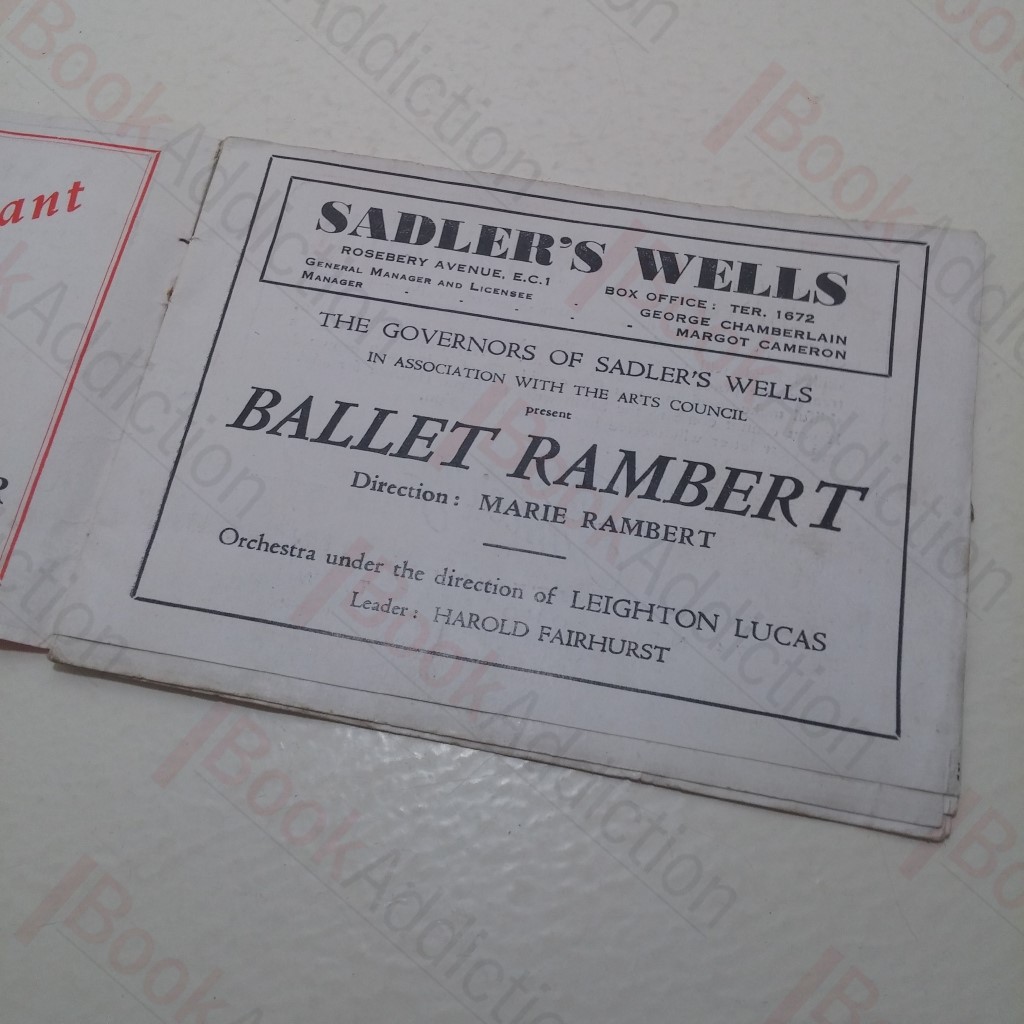 ant
R
SADLER'S WELLS
ROSEBERY AVENUE, E.C.1 BOX OFFICE: TER. 1672
GENERAL MANAGER AND LICENSEE - - - GEORGE CHAMBERLAIN
MANAGER - - - - - MARGOT CAMERON
THE GOVERNORS OF SADLER'S WELLS
IN ASSOCIATION WITH THE ARTS COUNCIL
present
BALLET RAMBERT
Direction: MARIE RAMBERT
Orchestra under the direction of LEIGHTON LUCAS
Leader: HAROLD FAIRHURST
BookAddiction